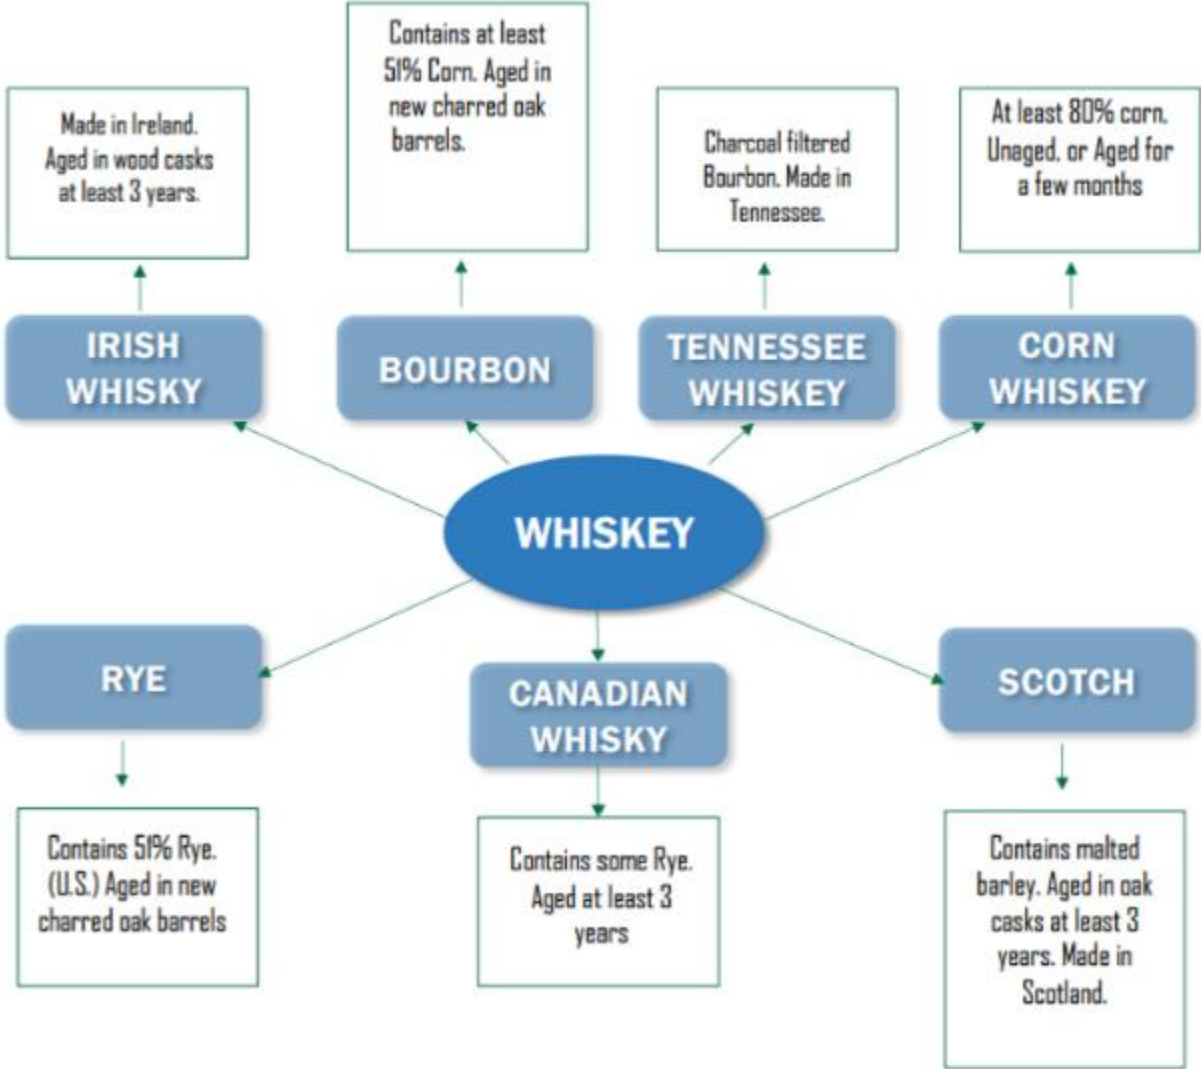 Contains at least
51% Corn. Aged in
new charred oak
barrels.
Made in Ireland.
Aged in wood casks
at least 3 years.
Charcoal filtered
Bourbon. Made in
Tennessee.
At least 80% corn.
Unaged, or Aged for
a few months
IRISH
WHISKY
BOURBON
TENNESSEE
WHISKEY
CORN
WHISKEY
WHISKEY
RYE
CANADIAN
WHISKY
SCOTCH
Contains 51% Rye.
(U.S.) Aged in new
charred oak barrels
Contains some Rye.
Aged at least 3
years
Contains malted
barley. Aged in oak
casks at least 3
years. Made in
Scotland.